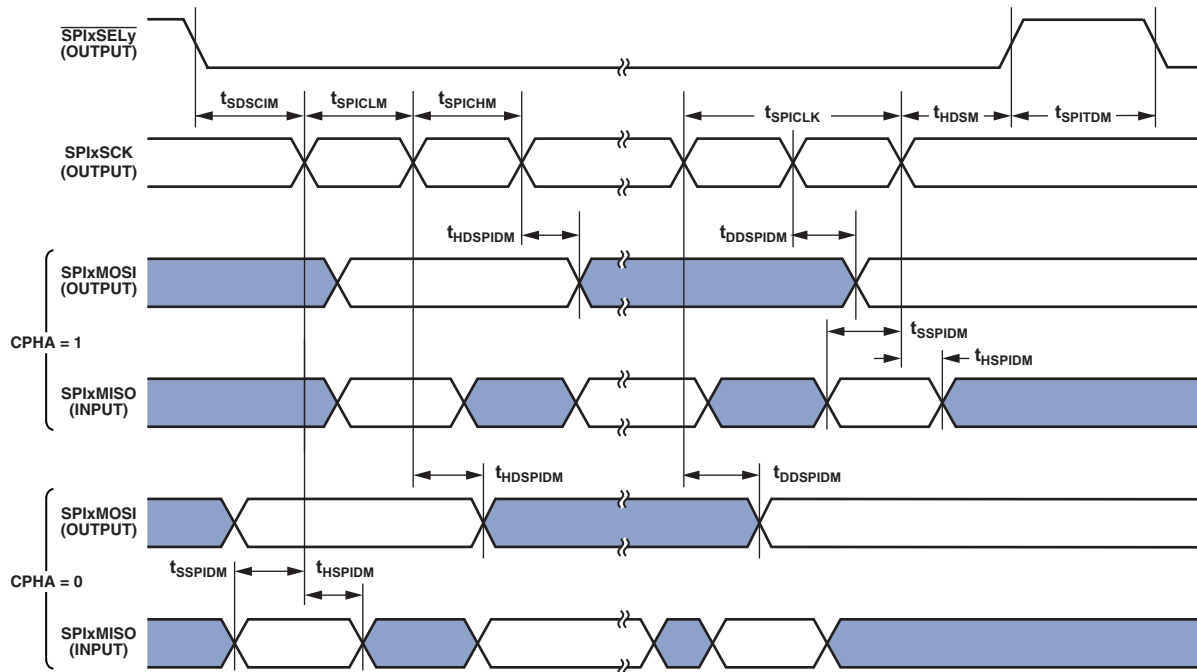 SPIxSELy
(OUTPUT)
tSDSCIM
tSPICLM
tSPICHM
tSPICLK
tHDSM
tSPITDM
SPIxSCK
(OUTPUT)
tHDSPIDM
tDDSPIDM
SPIxMOSI
(OUTPUT)
CPHA = 1
tSSPIDM
tHSPIDM
SPIxMISO
(INPUT)
tHDSPIDM
tDDSPIDM
SPIxMOSI
(OUTPUT)
CPHA = 0
tSSPIDM
tHSPIDM
SPIxMISO
(INPUT)